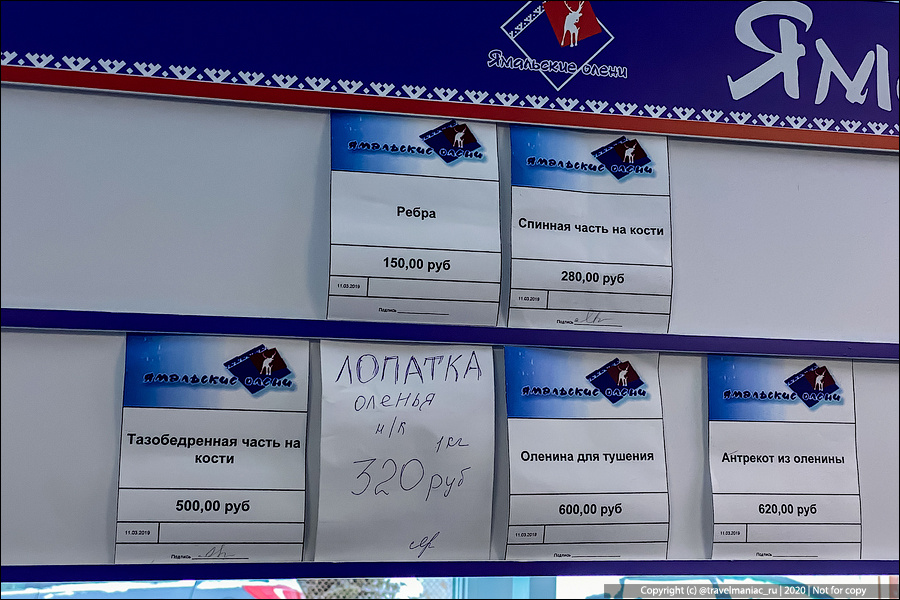 Ямальские олени
Ям
Ямальские олени
Ребра
150,00 руб
11.03.2019
Подпись
Ямальские олени
Спинная часть на кости
280,00 руб
11.03.2019
Подпись
Ямальские олени
Тазобедренная часть на
кости
500,00 руб
11.03.2019
Подпись
ЛОПАТКА
оленья
н/к
1кг
320 руб
Ямальские олени
Оленина для тушения
600,00 руб
11.03.2019
Подпись
Ямальские олени
Антрекот из оленины
620,00 руб
11.03.2019
Подпись
Copyright (c) @travelmaniac_ru | 2020 | Not for copy